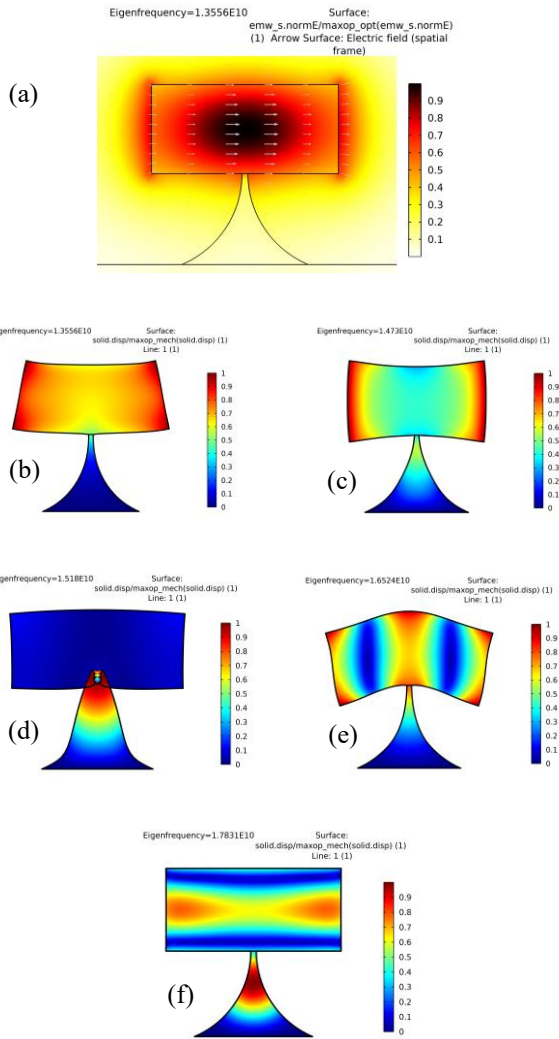 Eigenfrequency=1.3556E10
Surface:
emw_s.normE/maxop_opt(emw_s.normE)
(1) Arrow Surface: Electric field (spatial
frame)
(a)
0.9
0.8
0.7
0.6
0.5
0.4
0.3
0.2
0.1
igenfrequency=1.3556E10
Surface:
solid.disp/maxop_mech(solid.disp) (1)
Line: 1 (1)
1
0.9
0.8
0.7
0.6
0.5
0.4
0.3
0.2
0.1
0
(b)
Eigenfrequency=1.473E10
Surface:
solid.disp/maxop_mech(solid.disp) (1)
Line: 1 (1)
1
0.9
0.8
0.7
0.6
0.5
0.4
0.3
0.2
0.1
0
(c)
igenfrequency=1.518E10
Surface:
solid.disp/maxop_mech(solid.disp) (1)
Line: 1 (1)
1
0.9
0.8
0.7
0.6
0.5
0.4
0.3
0.2
0.1
0
(d)
Eigenfrequency=1.6524E10
Surface:
solid.disp/maxop_mech(solid.disp) (1)
Line: 1 (1)
1
0.9
0.8
0.7
0.6
0.5
0.4
0.3
0.2
0.1
0
(e)
Eigenfrequency=1.7831E10
Surface:
solid.disp/maxop_mech(solid.disp) (1)
Line: 1 (1)
0.9
0.8
0.7
0.6
0.5
0.4
0.3
0.2
0.1
0
(f)